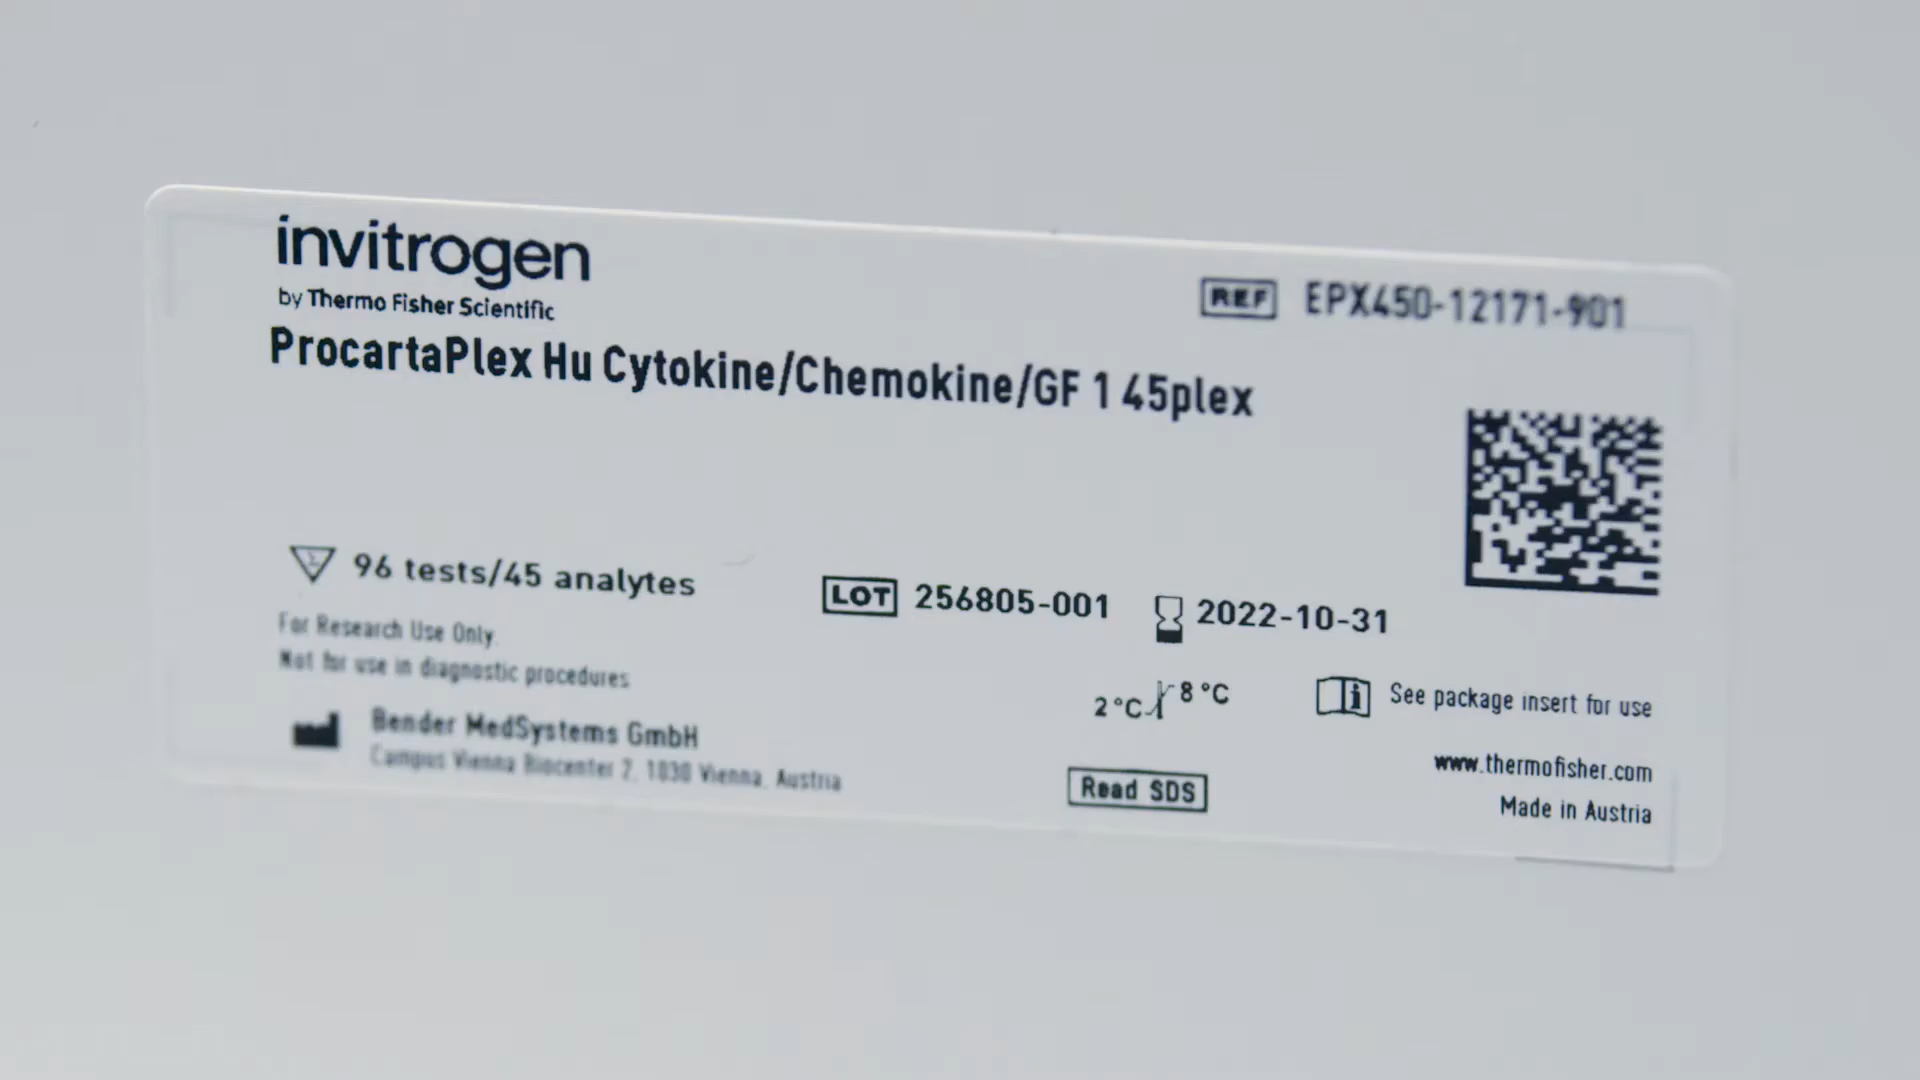 invitrogen
by Thermo Fisher Scientific
REF EPX450-12171-901
ProcartaPlex Hu Cytokine/Chemokine/GF 1 45plex
Σ 96 tests/45 analytes
LOT 256805-001
2022-10-31
For Research Use Only.
Not for use in diagnostic procedures
2 °C 8 °C
See package insert for use
Bender MedSystems GmbH
Campus Vienna Biocenter 2, 1030 Vienna, Austria
Read SDS
www.thermofisher.com
Made in Austria